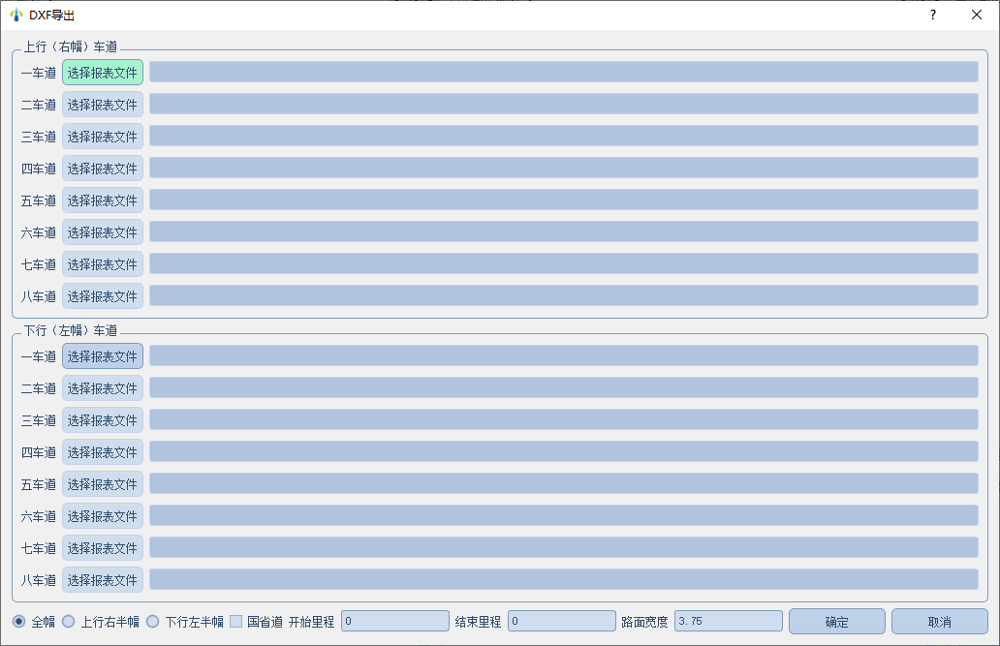 DXF导出 ?
上行（右幅）车道
一车道 选择报表文件
二车道 选择报表文件
三车道 选择报表文件
四车道 选择报表文件
五车道 选择报表文件
六车道 选择报表文件
七车道 选择报表文件
八车道 选择报表文件
下行（左幅）车道
一车道 选择报表文件
二车道 选择报表文件
三车道 选择报表文件
四车道 选择报表文件
五车道 选择报表文件
六车道 选择报表文件
七车道 选择报表文件
八车道 选择报表文件
全幅 上行右半幅 下行左半幅 国省道 开始里程 0 结束里程 0 路面宽度 3.75 确定 取消